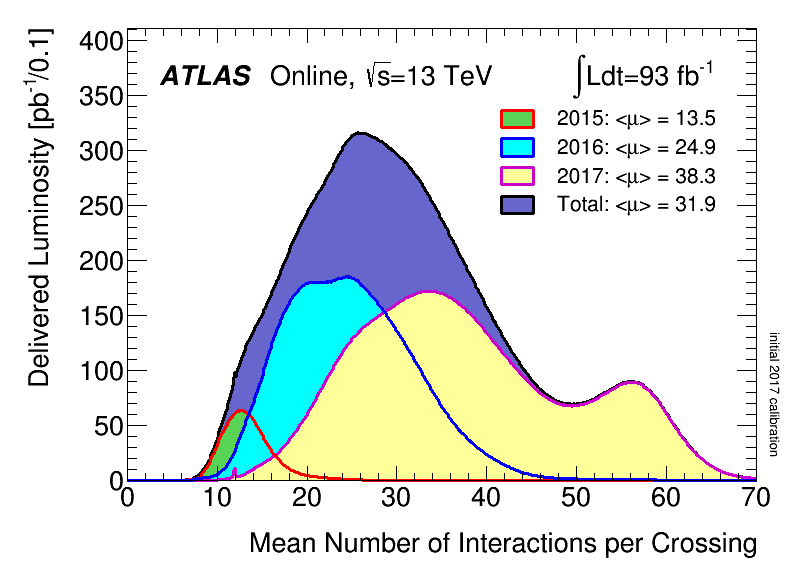 ATLAS Online, √s=13 TeV
∫Ldt=93 fb⁻¹
2015: <μ> = 13.5
2016: <μ> = 24.9
2017: <μ> = 38.3
Total: <μ> = 31.9
Delivered Luminosity [pb⁻¹/0.1]
400
350
300
250
200
150
100
50
0
0 10 20 30 40 50 60 70
Mean Number of Interactions per Crossing
initial 2017 calibration